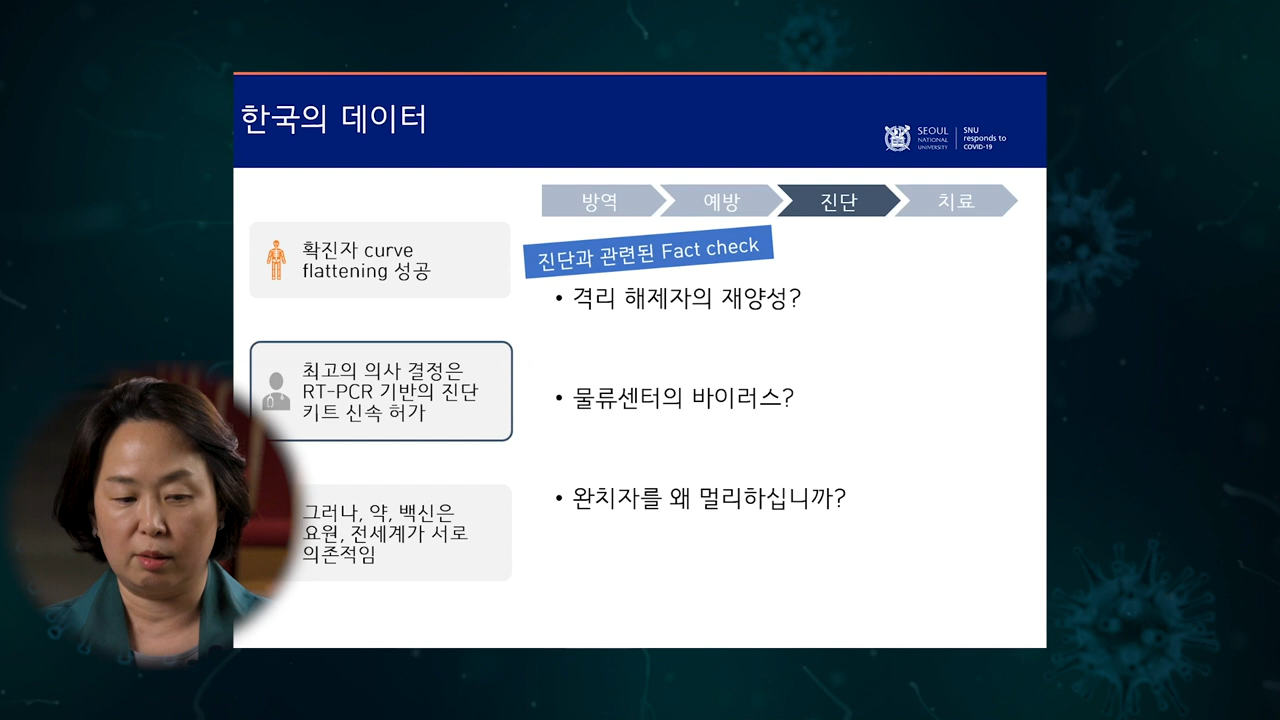 한국의 데이터
SEOUL
NATIONAL
UNIVERSITY
SNU
responds to
COVID-19
방역
예방
진단
치료
확진자 curve
flattening 성공
최고의 의사 결정은
RT-PCR 기반의 진단
키트 신속 허가
그러나, 약, 백신은
요원, 전세계가 서로
의존적임
진단과 관련된 Fact check
• 격리 해제자의 재양성?
• 물류센터의 바이러스?
• 완치자를 왜 멀리하십니까?